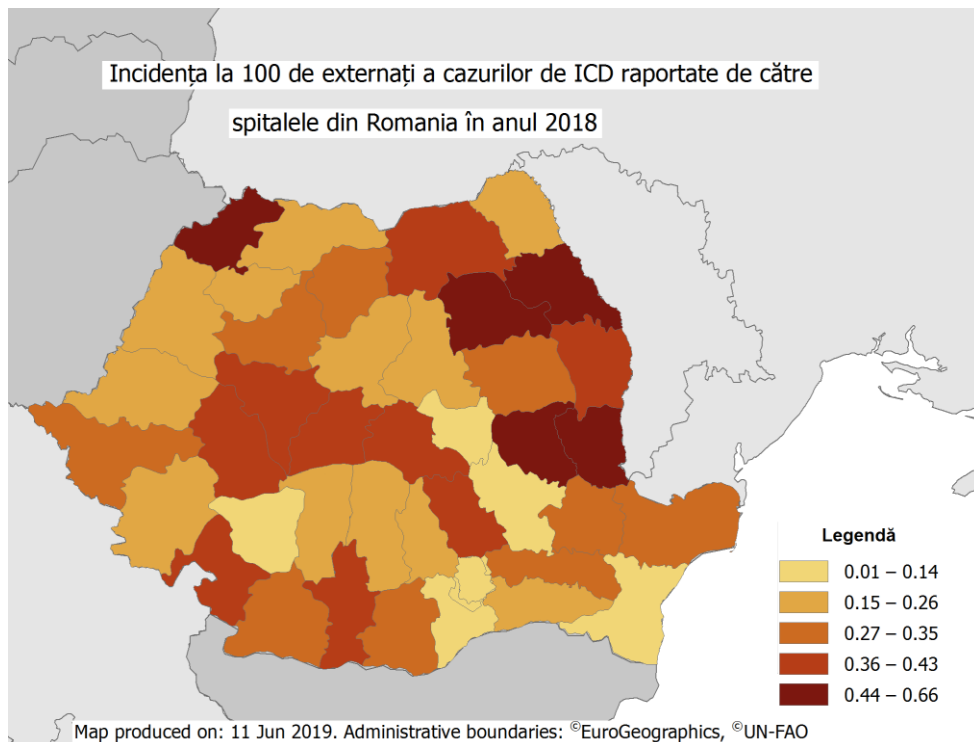 Incidența la 100 de externați a cazurilor de ICD raportate de către
spitalele din Romania în anul 2018
Legendă
0.01 – 0.14
0.15 – 0.26
0.27 – 0.35
0.36 – 0.43
0.44 – 0.66
Map produced on: 11 Jun 2019. Administrative boundaries: ©EuroGeographics, ©UN-FAO